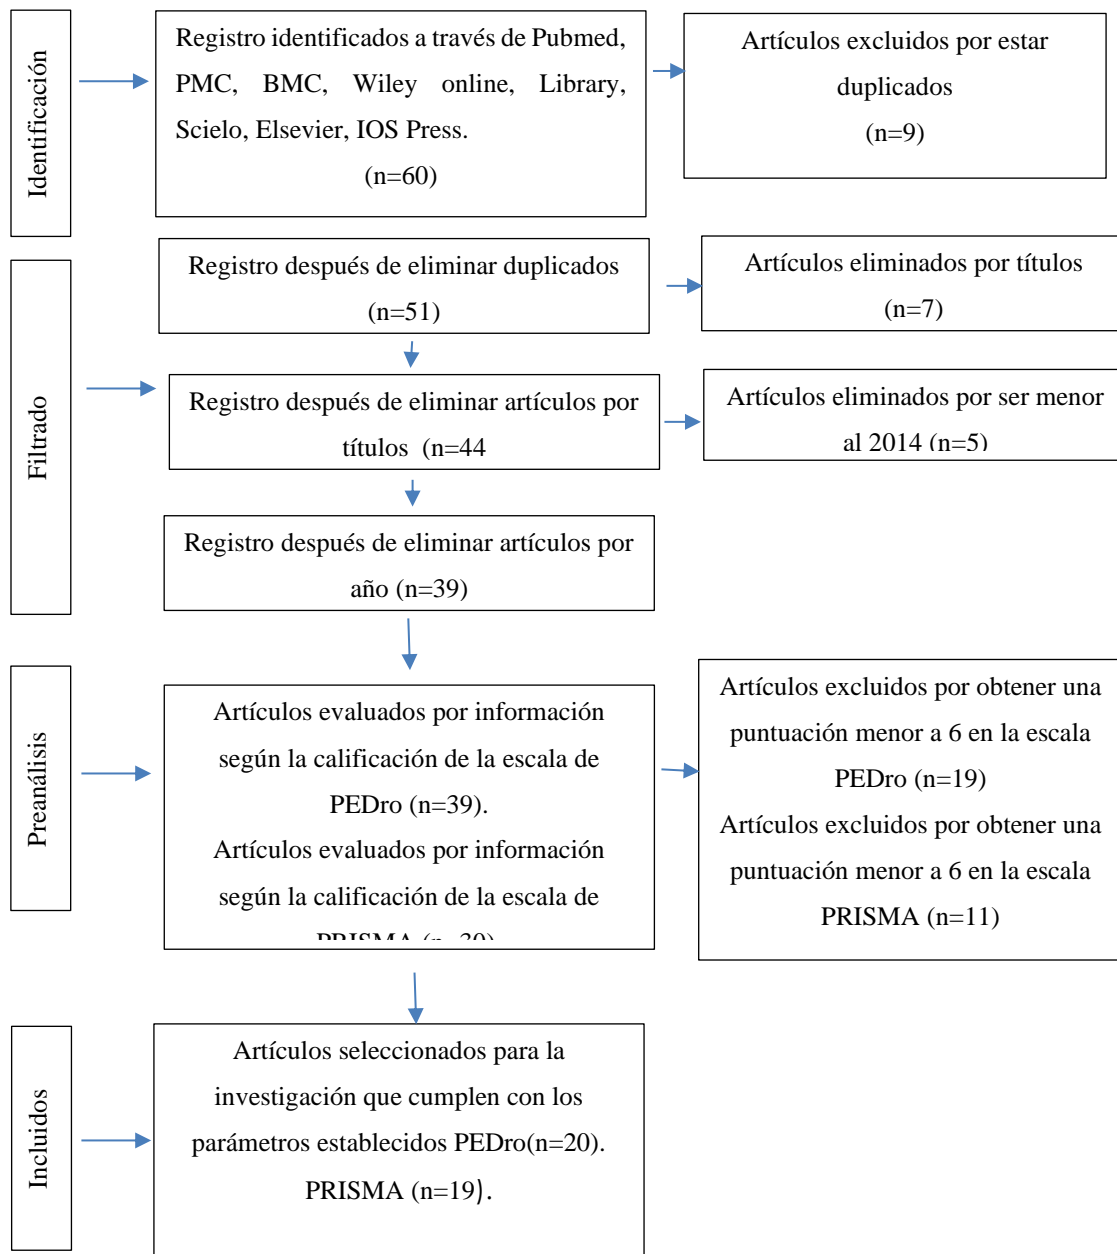 Identificación
Registro identificados a través de Pubmed,
PMC, BMC, Wiley online, Library,
Scielo, Elsevier, IOS Press.
(n=60)
Artículos excluidos por estar
duplicados
(n=9)
Filtrado
Registro después de eliminar duplicados
(n=51)
Artículos eliminados por títulos
(n=7)
Registro después de eliminar artículos por
títulos (n=44
Artículos eliminados por ser menor
al 2014 (n=5)
Registro después de eliminar artículos por
año (n=39)
Preanálisis
Artículos evaluados por información
según la calificación de la escala de
PEDro (n=39).
Artículos evaluados por información
según la calificación de la escala de
PRISMA (n=30)
Artículos excluidos por obtener una
puntuación menor a 6 en la escala
PEDro (n=19)
Artículos excluidos por obtener una
puntuación menor a 6 en la escala
PRISMA (n=11)
Incluidos
Artículos seleccionados para la
investigación que cumplen con los
parámetros establecidos PEDro(n=20).
PRISMA (n=19).